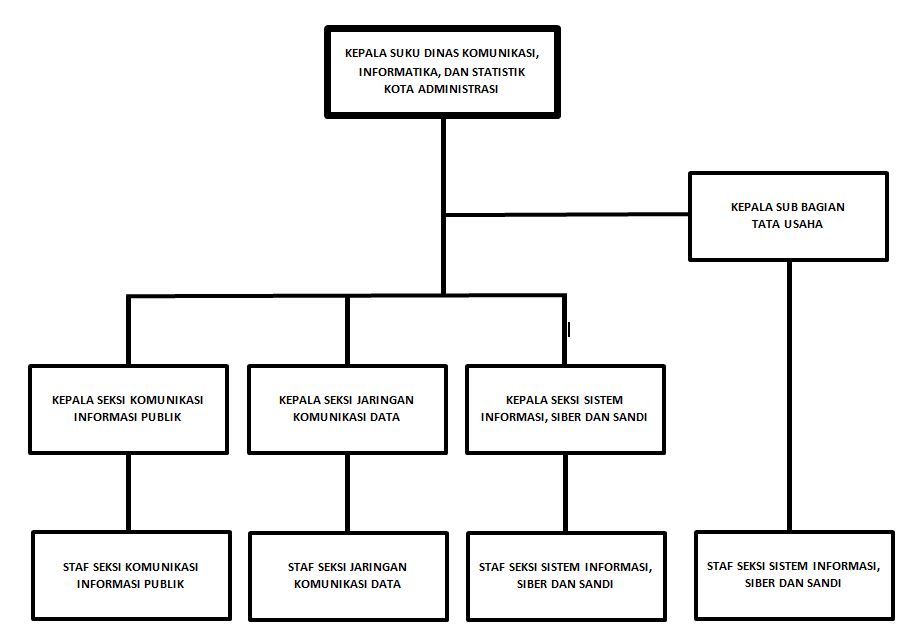 KEPALA SUKU DINAS KOMUNIKASI,
INFORMATIKA, DAN STATISTIK
KOTA ADMINISTRASI
KEPALA SUB BAGIAN
TATA USAHA
KEPALA SEKSI KOMUNIKASI
INFORMASI PUBLIK
KEPALA SEKSI JARINGAN
KOMUNIKASI DATA
KEPALA SEKSI SISTEM
INFORMASI, SIBER DAN SANDI
STAF SEKSI KOMUNIKASI
INFORMASI PUBLIK
STAF SEKSI JARINGAN
KOMUNIKASI DATA
STAF SEKSI SISTEM INFORMASI,
SIBER DAN SANDI
STAF SEKSI SISTEM INFORMASI,
SIBER DAN SANDI